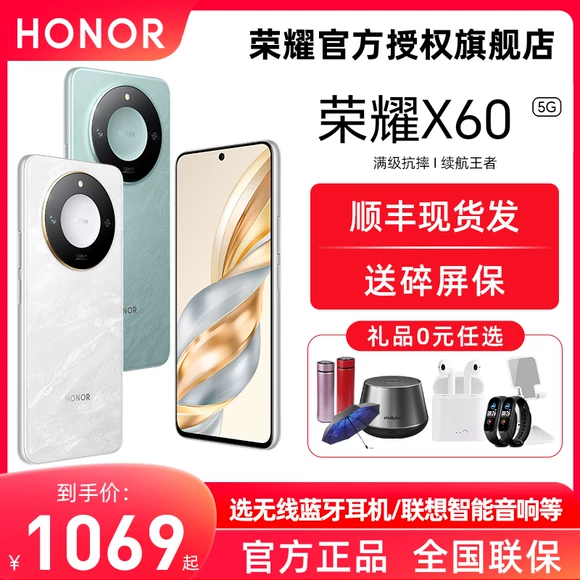 HONOR
荣耀官方授权旗舰店
荣耀X60 5G
满级抗摔 | 续航王者
顺丰现货发
送碎屏保
礼品0元任选
HONOR
HONOR
thinkplus
到手价:
¥1069起
选无线蓝牙耳机/联想智能音响等
官方正品 全国联保